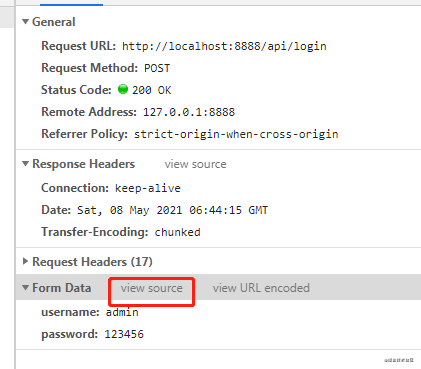 General
Request URL: http://localhost:8888/api/login
Request Method: POST
Status Code: 200 OK
Remote Address: 127.0.0.1:8888
Referrer Policy: strict-origin-when-cross-origin
Response Headers view source
Connection: keep-alive
Date: Sat, 08 May 2021 06:44:15 GMT
Transfer-Encoding: chunked
Request Headers (17)
Form Data view source view URL encoded
username: admin
password: 123456